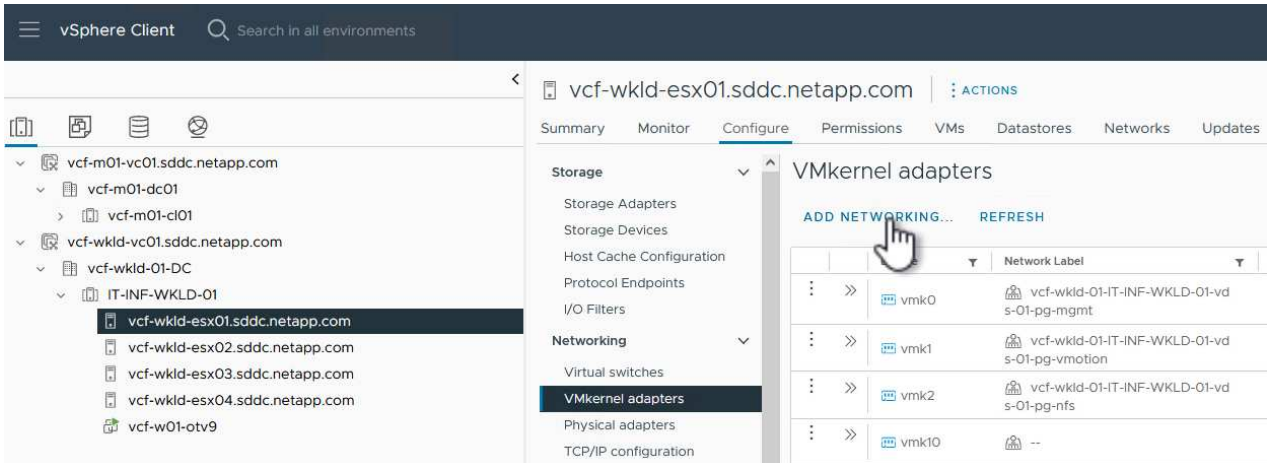 vSphere Client
Search in all environments
vcf-m01-vc01.sddc.netapp.com
vcf-m01-dc01
vcf-m01-cl01
vcf-wkld-vc01.sddc.netapp.com
vcf-wkld-01-DC
IT-INF-WKLD-01
vcf-wkld-esx01.sddc.netapp.com
vcf-wkld-esx02.sddc.netapp.com
vcf-wkld-esx03.sddc.netapp.com
vcf-wkld-esx04.sddc.netapp.com
vcf-w01-otv9
vcf-wkld-esx01.sddc.netapp.com
ACTIONS
Summary Monitor Configure Permissions VMs Datastores Networks Updates
Storage
Storage Adapters
Storage Devices
Host Cache Configuration
Protocol Endpoints
I/O Filters
Networking
Virtual switches
VMkernel adapters
Physical adapters
TCP/IP configuration
VMkernel adapters
ADD NETWORKING... REFRESH
Network Label
vmk0
vcf-wkld-01-IT-INF-WKLD-01-vd
s-01-pg-mgmt
vmk1
vcf-wkld-01-IT-INF-WKLD-01-vd
s-01-pg-vmotion
vmk2
vcf-wkld-01-IT-INF-WKLD-01-vd
s-01-pg-nfs
vmk10
--